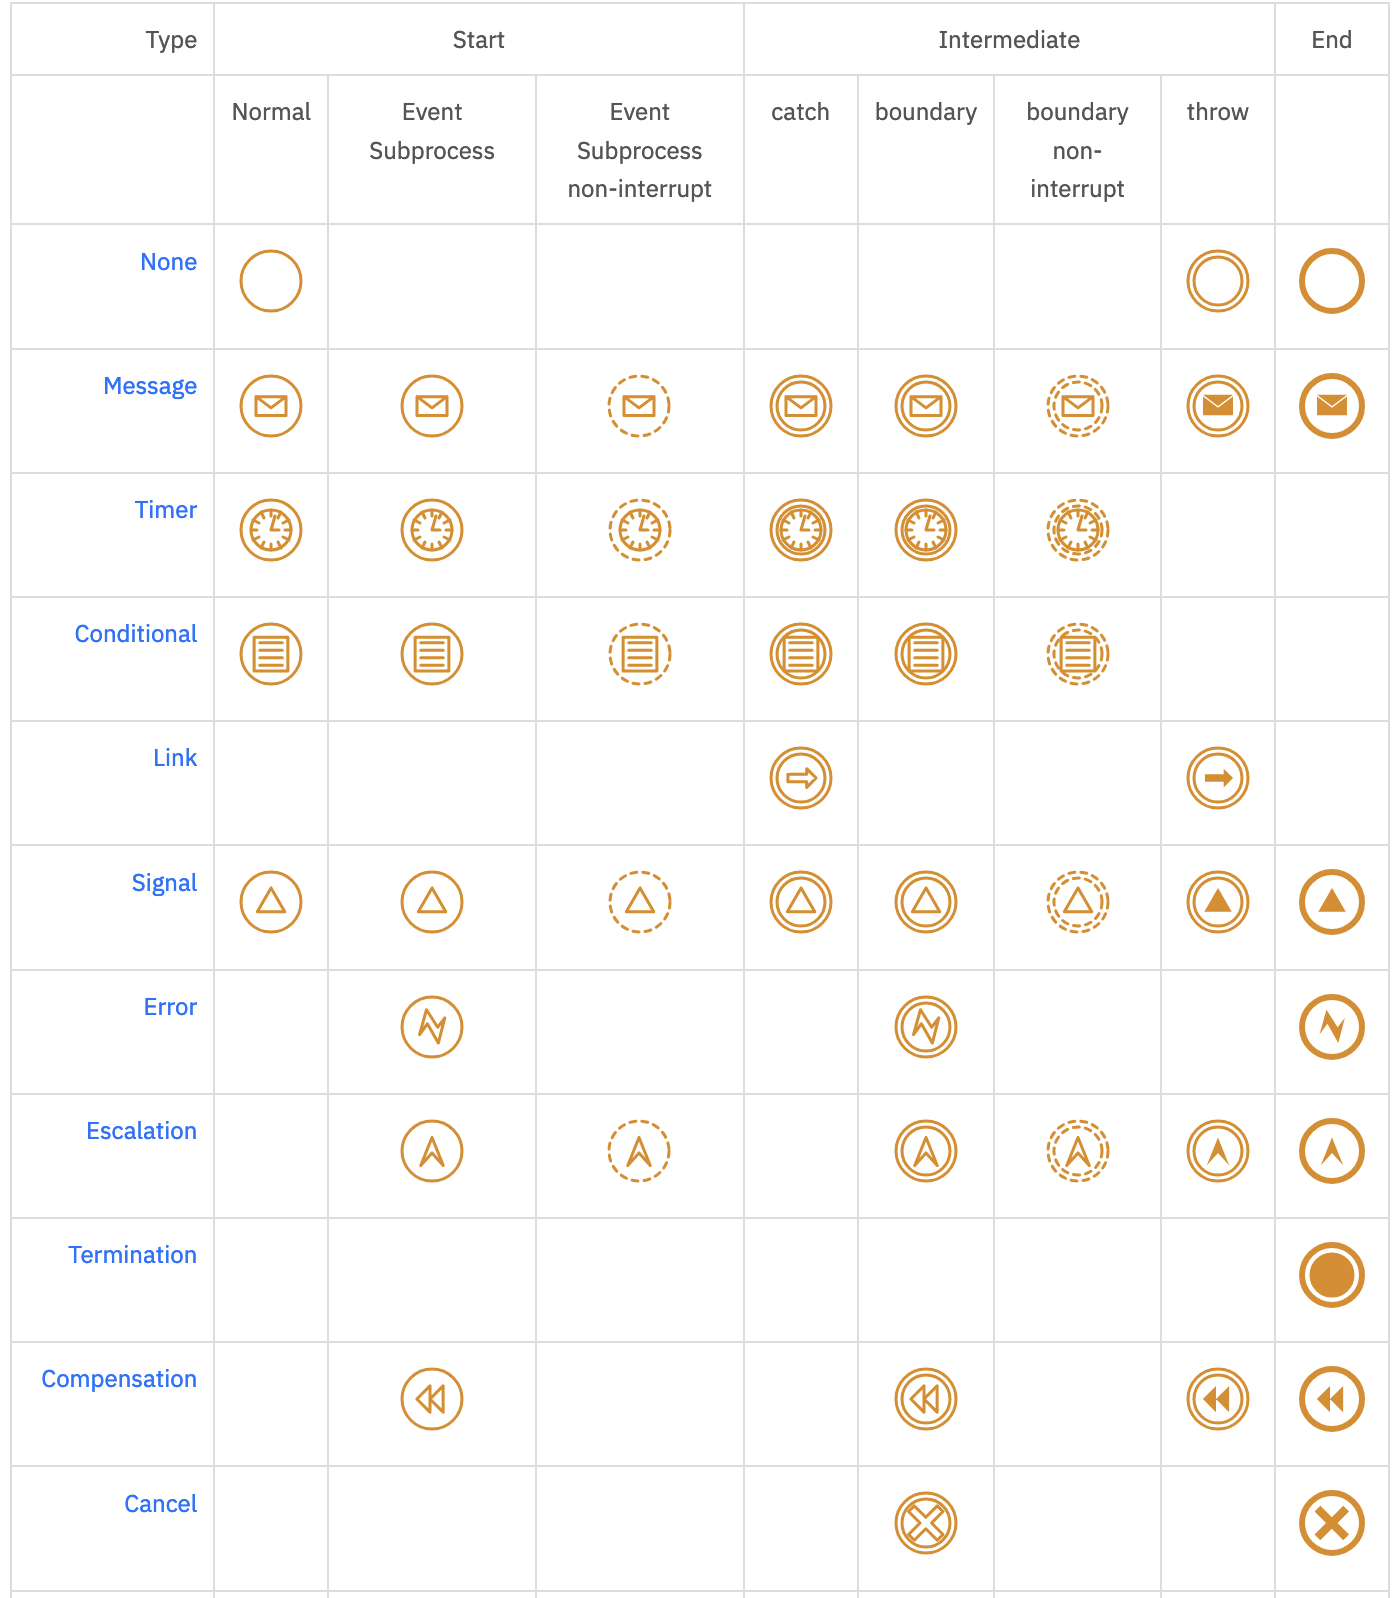 Type Start Intermediate End
Normal Event Event catch boundary boundary throw
Subprocess Subprocess non-
non-interrupt interrupt
None
Message
Timer
Conditional
Link
Signal
Error
Escalation
Termination
Compensation
Cancel